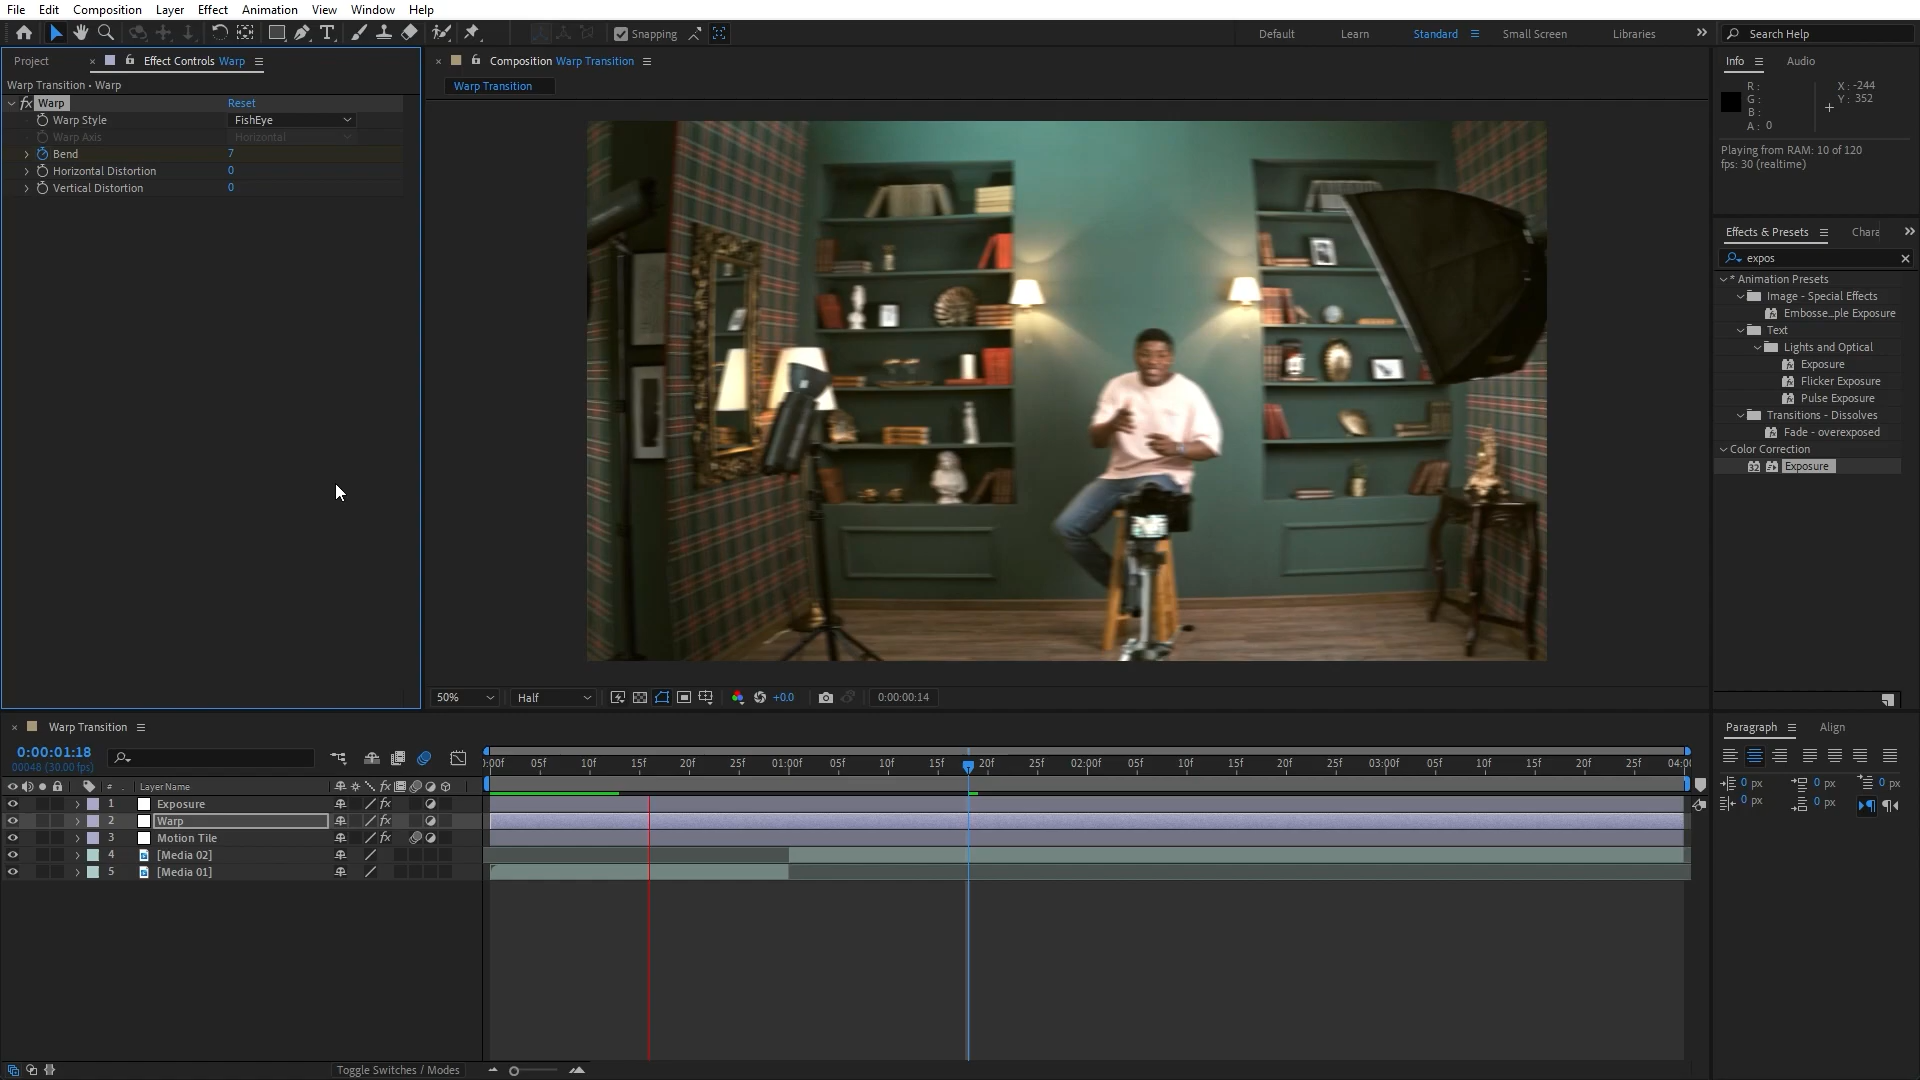 File Edit Composition Layer Effect Animation View Window Help
Snapping Default Learn Standard Small Screen Libraries Search Help
Project Effect Controls Warp
Composition Warp Transition
Info Audio
Warp Transition • Warp
Warp Transition
fx Warp Reset
Warp Style FishEye
Warp Axis Horizontal
Bend 7
Horizontal Distortion 0
Vertical Distortion 0
R :
G :
B :
A : 0
X : -244
Y : 352
Playing from RAM: 10 of 120
fps: 30 (realtime)
Effects & Presets Chara
expos
* Animation Presets
Image - Special Effects
Embosse...ple Exposure
Text
Lights and Optical
Exposure
Flicker Exposure
Pulse Exposure
Transitions - Dissolves
Fade - overexposed
Color Correction
32 Exposure
50% Half +0.0 0:00:00:14
Warp Transition
0:00:01:18
00048 (30.00 fps)
:00f 05f 10f 15f 20f 25f 01:00f 05f 10f 15f 20f 25f 02:00f 05f 10f 15f 20f 25f 03:00f 05f 10f 15f 20f 25f 04:00
# Layer Name fx
1 Exposure fx
2 Warp fx
3 Motion Tile fx
4 [Media 02]
5 [Media 01]
Toggle Switches / Modes
Paragraph Align
0 px 0 px 0 px
0 px 0 px